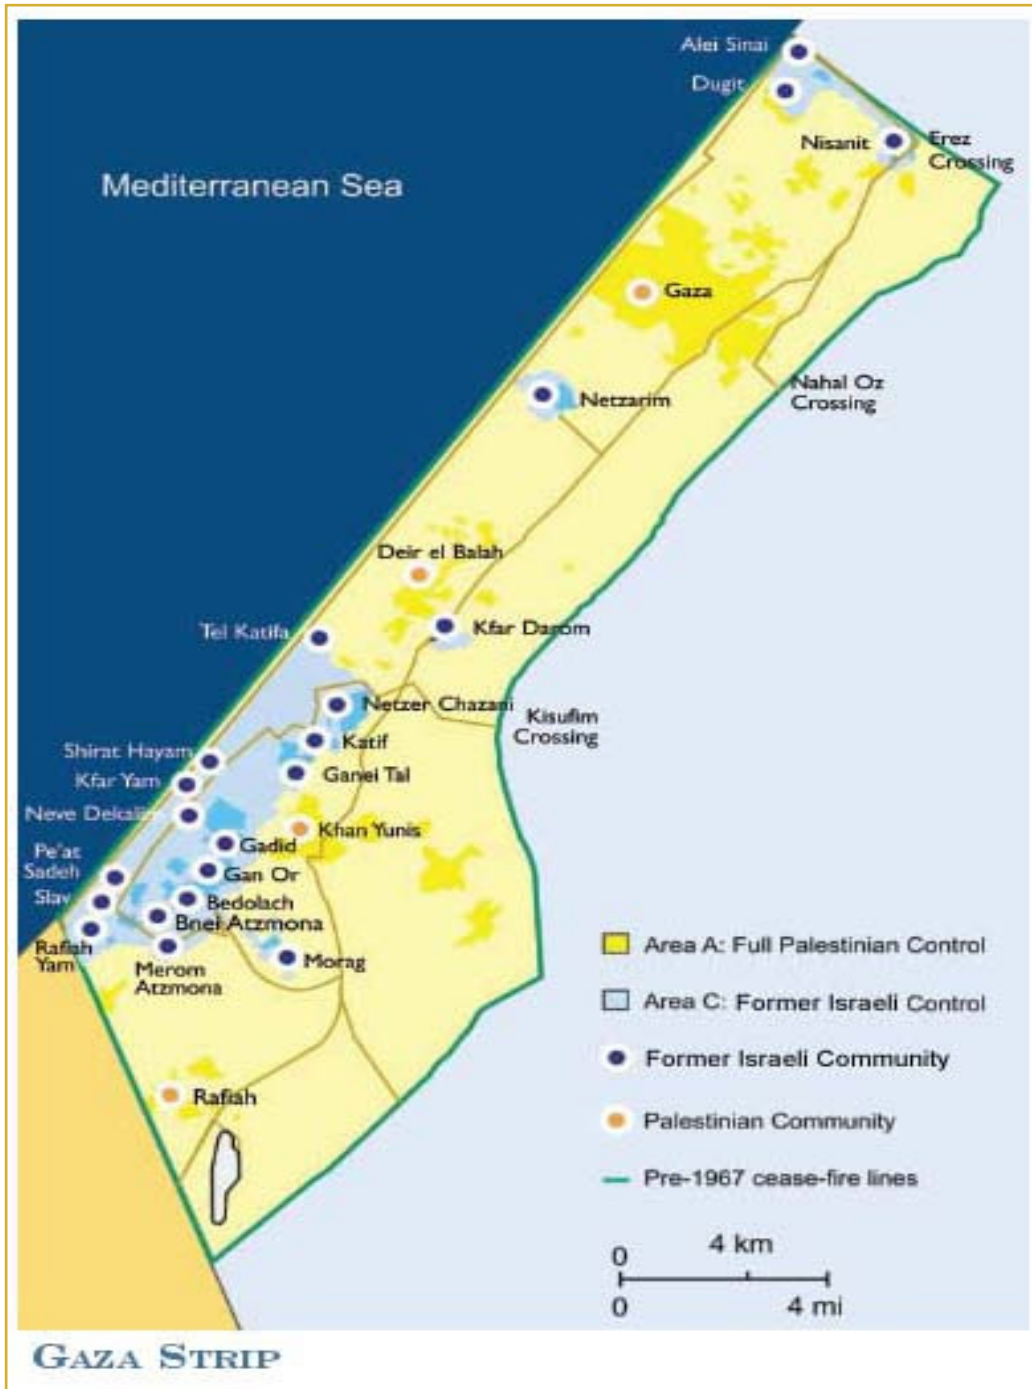 Alei Sinai
Dugit
Nisanit
Erez
Crossing
Mediterranean Sea
Gaza
Nahal Oz
Crossing
Netzarim
Deir el Balah
Kfar Darom
Tel Katifa
Netzer Chazani
Kisufim
Crossing
Katif
Shirat Hayam
Ganei Tal
Kfar Yam
Neve Dekalim
Khan Yunis
Gadid
Pe'at
Sadeh
Gan Or
Slav
Bedolach
Bnei Atzmona
Rafiah
Yam
Merom
Atzmona
Morag
Rafiah
Area A: Full Palestinian Control
Area C: Former Israeli Control
Former Israeli Community
Palestinian Community
Pre-1967 cease-fire lines
0 4 km
0 4 mi
GAZA STRIP